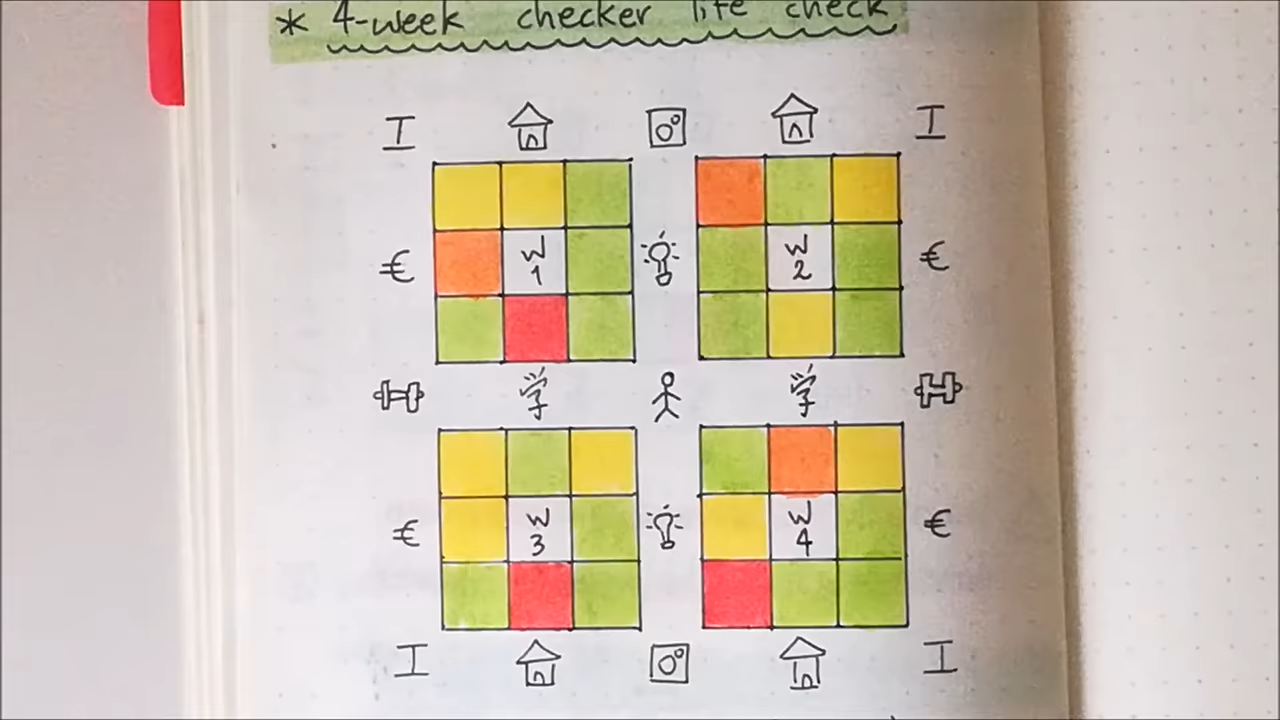 * 4-week checker life check
I I
W
1
W
2
€ €
学 学
W
3
W
4
€ €
I I